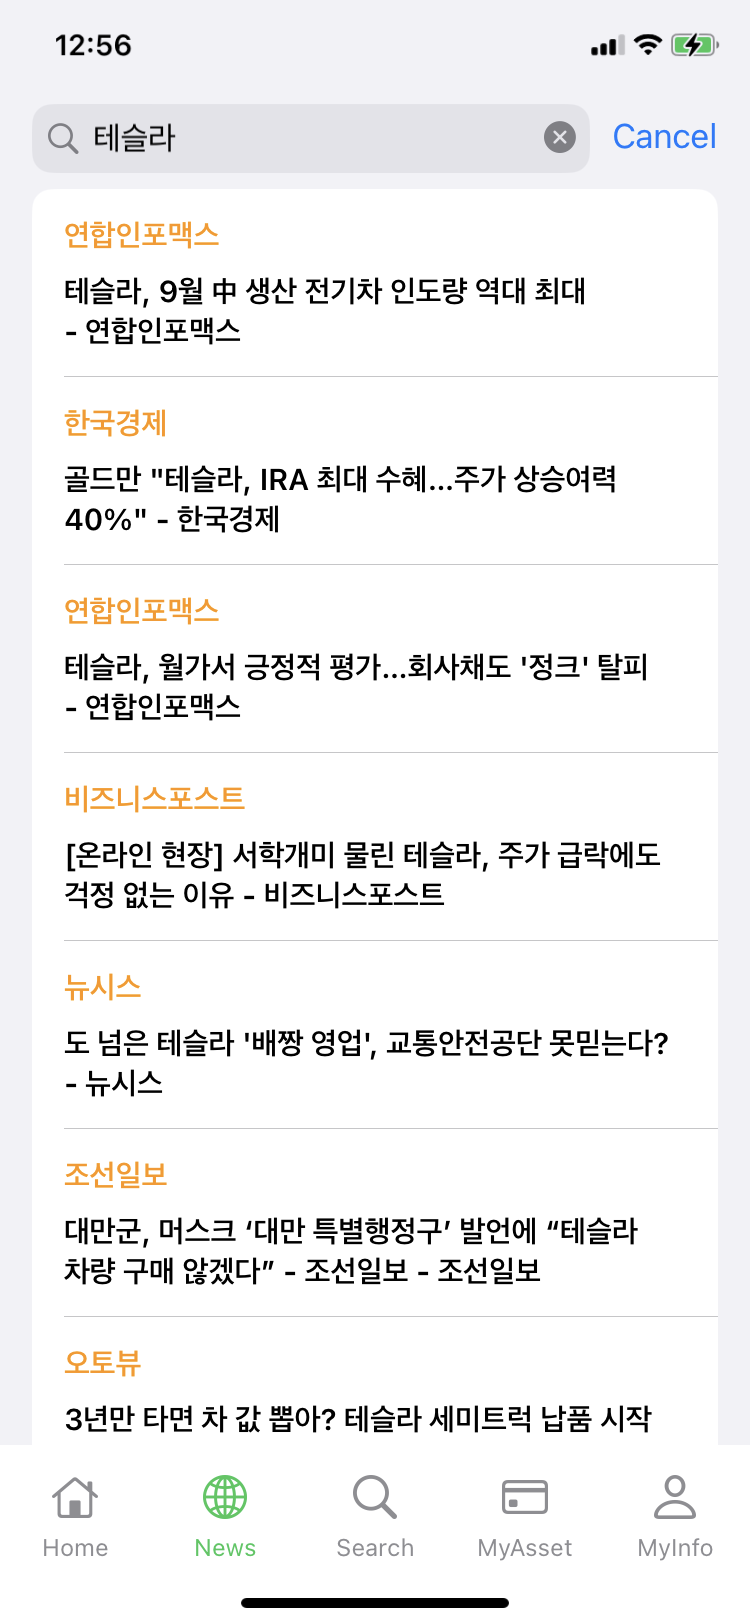 12:56
테슬라
Cancel
연합인포맥스
테슬라, 9월 中 생산 전기차 인도량 역대 최대
- 연합인포맥스
한국경제
골드만 "테슬라, IRA 최대 수혜...주가 상승여력
40%" - 한국경제
연합인포맥스
테슬라, 월가서 긍정적 평가...회사채도 '정크' 탈피
- 연합인포맥스
비즈니스포스트
[온라인 현장] 서학개미 물린 테슬라, 주가 급락에도
걱정 없는 이유 - 비즈니스포스트
뉴시스
도 넘은 테슬라 '배짱 영업', 교통안전공단 못믿는다?
- 뉴시스
조선일보
대만군, 머스크 ‘대만 특별행정구’ 발언에 “테슬라
차량 구매 않겠다” - 조선일보 - 조선일보
오토뷰
3년만 타면 차 값 뽑아? 테슬라 세미트럭 납품 시작
Home
News
Search
MyAsset
MyInfo